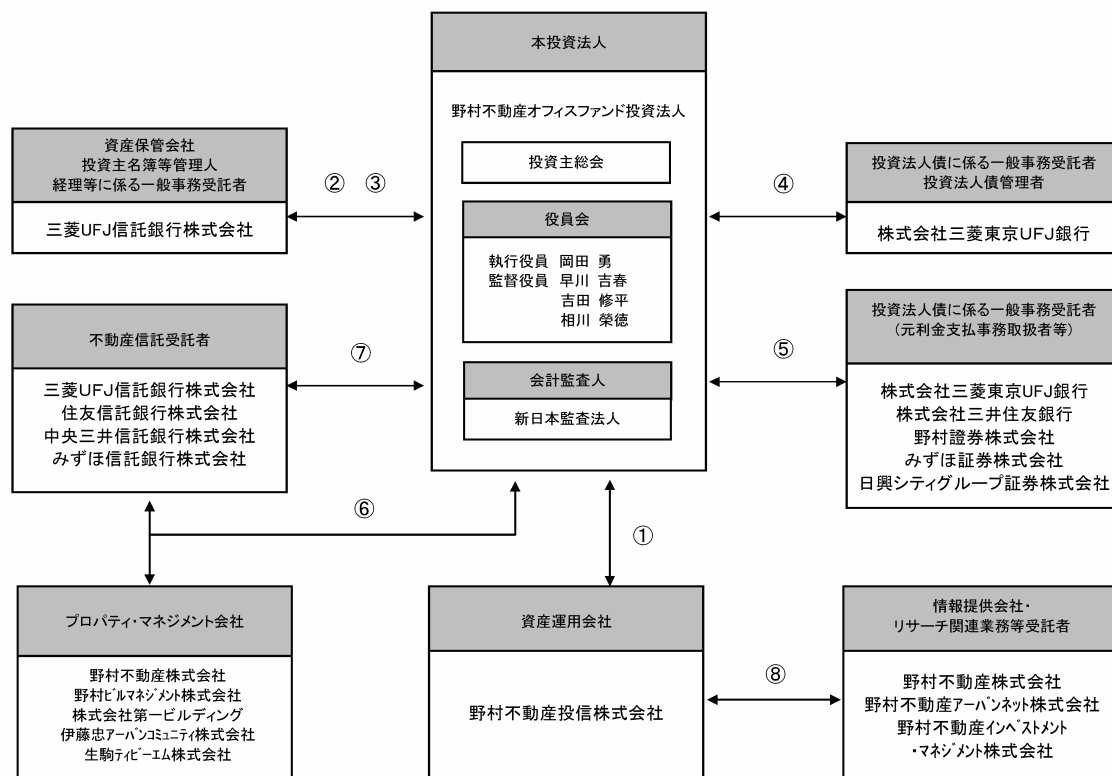 本投資法人
野村不動産オフィスファンド投資法人
投資主総会
役員会
執行役員 岡田 勇
監督役員 早川 吉春
吉田 修平
相川 榮徳
会計監査人
新日本監査法人
資産保管会社
投資主名簿等管理人
経理等に係る一般事務受託者
三菱UFJ信託銀行株式会社
② ③
④
投資法人債に係る一般事務受託者
投資法人債管理者
株式会社三菱東京UFJ銀行
不動産信託受託者
三菱UFJ信託銀行株式会社
住友信託銀行株式会社
中央三井信託銀行株式会社
みずほ信託銀行株式会社
⑦
⑤
投資法人債に係る一般事務受託者
(元利金支払事務取扱者等)
株式会社三菱東京UFJ銀行
株式会社三井住友銀行
野村證券株式会社
みずほ証券株式会社
日興シティグループ証券株式会社
⑥
①
プロパティ・マネジメント会社
野村不動産株式会社
野村ビルマネジメント株式会社
株式会社第一ビルディング
伊藤忠アーバンコミュニティ株式会社
生駒ティビーエム株式会社
資産運用会社
野村不動産投信株式会社
⑧
情報提供会社・
リサーチ関連業務等受託者
野村不動産株式会社
野村不動産アーバンネット株式会社
野村不動産インベストメント
・マネジメント株式会社